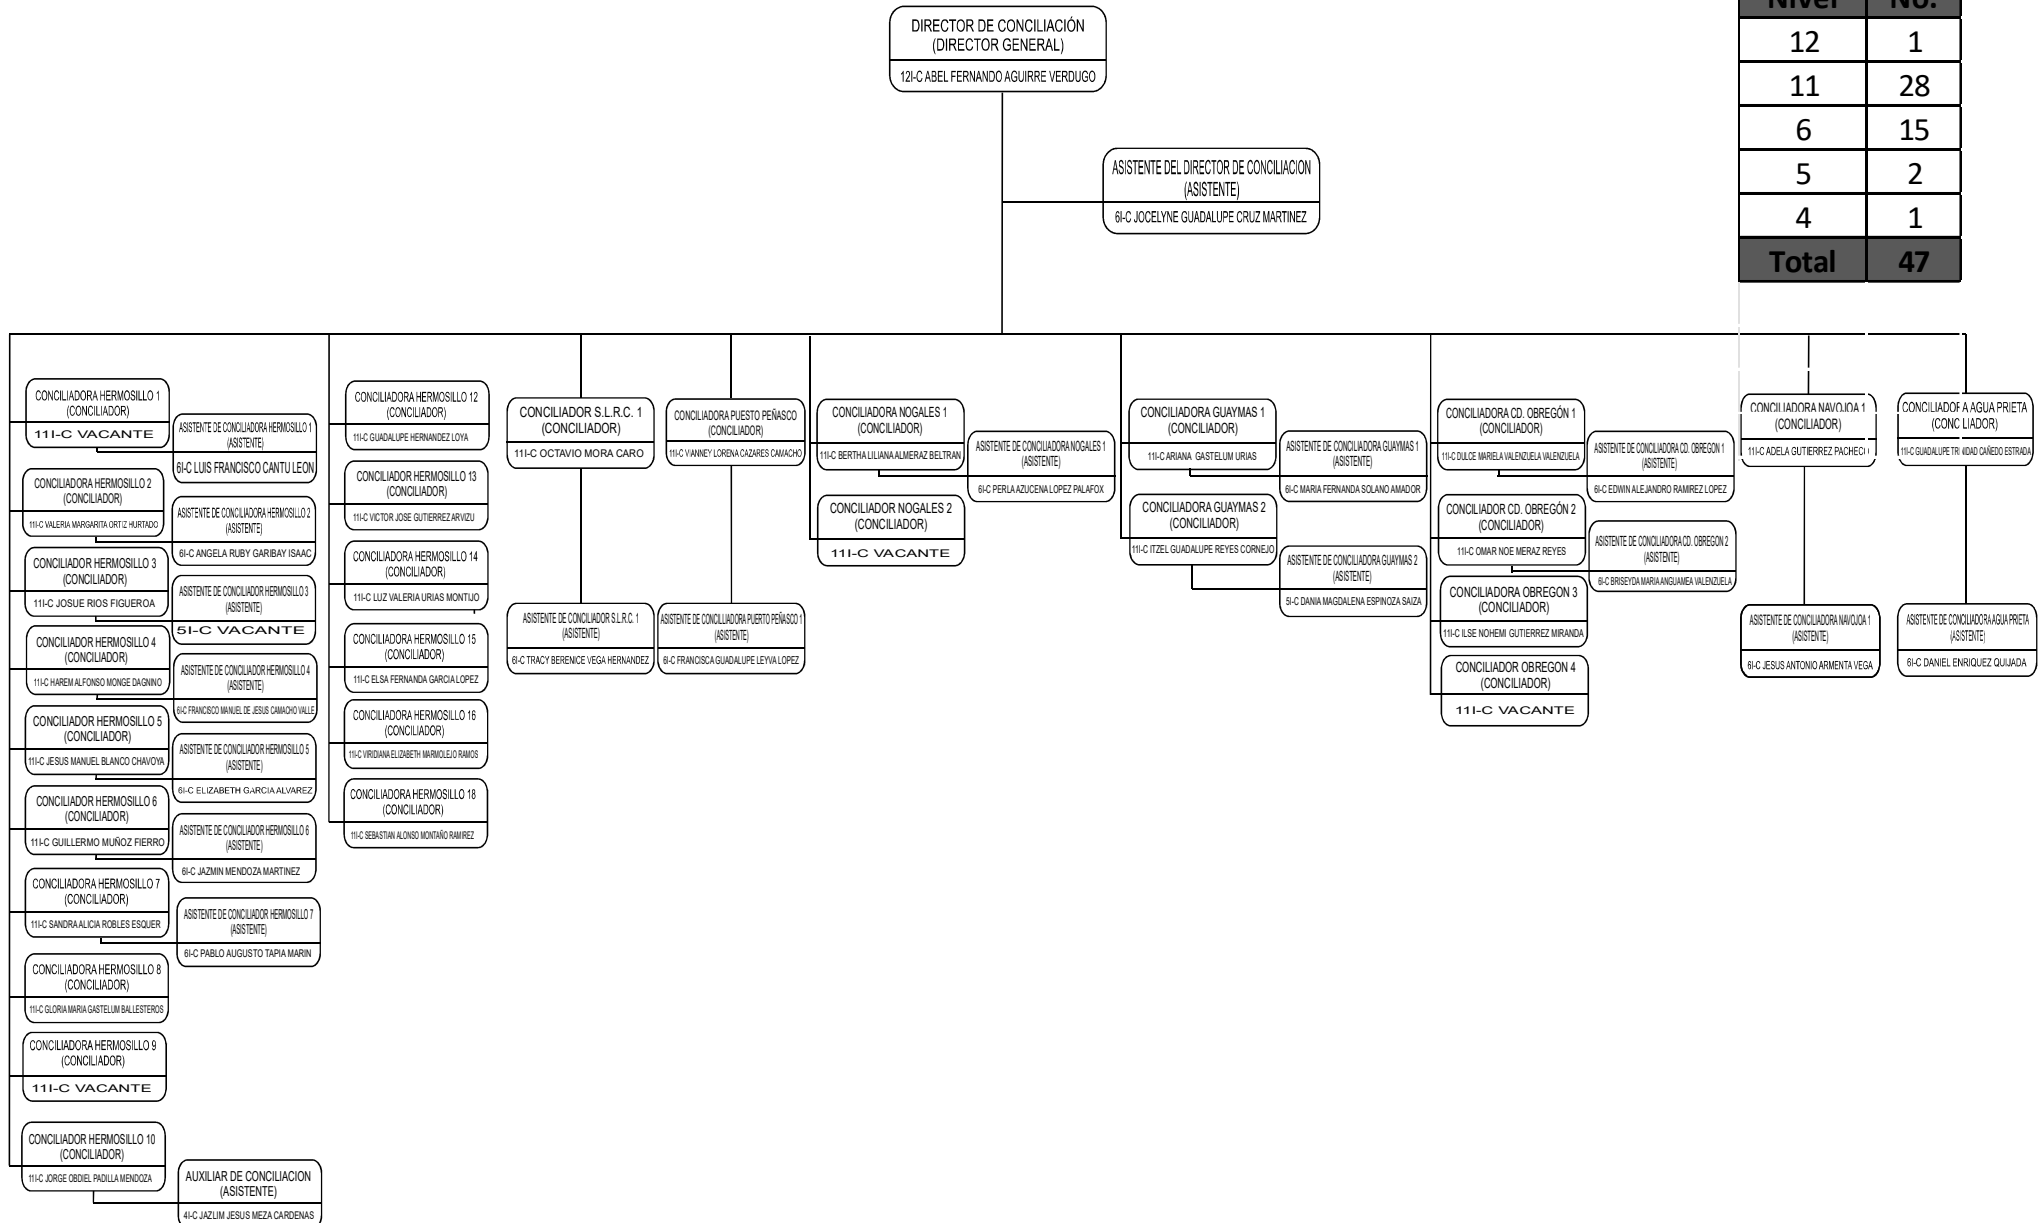 DIRECTOR DE CONCILIACIÓN
(DIRECTOR GENERAL)
12I-C ABEL FERNANDO AGUIRRE VERDUGO
Nivel No.
12 1
11 28
6 15
5 2
4 1
Total 47
ASISTENTE DEL DIRECTOR DE CONCILIACION
(ASISTENTE)
6I-C JOCELYNE GUADALUPE CRUZ MARTINEZ
CONCILIADORA HERMOSILLO 1
(CONCILIADOR)
11I-C VACANTE
ASISTENTE DE CONCILIADORA HERMOSILLO 1
(ASISTENTE)
6I-C LUIS FRANCISCO CANTU LEON
CONCILIADORA HERMOSILLO 2
(CONCILIADOR)
11I-C VALERIA MARGARITA ORTIZ HURTADO
ASISTENTE DE CONCILIADORA HERMOSILLO 2
(ASISTENTE)
6I-C ANGELA RUBY GARIBAY ISAAC
CONCILIADOR HERMOSILLO 3
(CONCILIADOR)
11I-C JOSUE RIOS FIGUEROA
ASISTENTE DE CONCILIADOR HERMOSILLO 3
(ASISTENTE)
5I-C VACANTE
CONCILIADOR HERMOSILLO 4
(CONCILIADOR)
11I-C HAREM ALFONSO MONGE DAGNINO
ASISTENTE DE CONCILIADOR HERMOSILLO 4
(ASISTENTE)
6I-C FRANCISCO MANUEL DE JESUS CAMACHO VALLE
CONCILIADOR HERMOSILLO 5
(CONCILIADOR)
11I-C JESUS MANUEL BLANCO CHAVOYA
ASISTENTE DE CONCILIADOR HERMOSILLO 5
(ASISTENTE)
6I-C ELIZABETH GARCIA ALVAREZ
CONCILIADOR HERMOSILLO 6
(CONCILIADOR)
11I-C GUILLERMO MUÑOZ FIERRO
ASISTENTE DE CONCILIADOR HERMOSILLO 6
(ASISTENTE)
6I-C JAZMIN MENDOZA MARTINEZ
CONCILIADORA HERMOSILLO 7
(CONCILIADOR)
11I-C SANDRA ALICIA ROBLES ESQUER
ASISTENTE DE CONCILIADOR HERMOSILLO 7
(ASISTENTE)
6I-C PABLO AUGUSTO TAPIA MARIN
CONCILIADORA HERMOSILLO 8
(CONCILIADOR)
11I-C GLORIA MARIA GASTELUM BALLESTEROS
CONCILIADORA HERMOSILLO 9
(CONCILIADOR)
11I-C VACANTE
CONCILIADOR HERMOSILLO 10
(CONCILIADOR)
11I-C JORGE OBDIEL PADILLA MENDOZA
AUXILIAR DE CONCILIACION
(ASISTENTE)
4I-C JAZLIM JESUS MEZA CARDENAS
CONCILIADORA HERMOSILLO 12
(CONCILIADOR)
11I-C GUADALUPE HERNANDEZ LOYA
CONCILIADOR HERMOSILLO 13
(CONCILIADOR)
11I-C VICTOR JOSE GUTIERREZ ARVIZU
CONCILIADORA HERMOSILLO 14
(CONCILIADOR)
11I-C LUZ VALERIA URIAS MONTIJO
CONCILIADORA HERMOSILLO 15
(CONCILIADOR)
11I-C ELSA FERNANDA GARCIA LOPEZ
CONCILIADORA HERMOSILLO 16
(CONCILIADOR)
11I-C VIRIDIANA ELIZABETH MARMOLEJO RAMOS
CONCILIADORA HERMOSILLO 18
(CONCILIADOR)
11I-C SEBASTIAN ALONSO MONTAÑO RAMIREZ
CONCILIADOR S.L.R.C. 1
(CONCILIADOR)
11I-C OCTAVIO MORA CARO
ASISTENTE DE CONCILIADOR S.L.R.C. 1
(ASISTENTE)
6I-C TRACY BERENICE VEGA HERNANDEZ
CONCILIADORA PUESTO PEÑASCO
(CONCILIADOR)
11I-C VIANNEY LORENA CAZARES CAMACHO
ASISTENTE DE CONCILLIADORA PUERTO PEÑASCO 1
(ASISTENTE)
6I-C FRANCISCA GUADALUPE LEYVA LOPEZ
CONCILIADORA NOGALES 1
(CONCILIADOR)
11I-C BERTHA LILIANA ALMERAZ BELTRAN
ASISTENTE DE CONCILIADORA NOGALES 1
(ASISTENTE)
6I-C PERLA AZUCENA LOPEZ PALAFOX
CONCILIADOR NOGALES 2
(CONCILIADOR)
11I-C VACANTE
CONCILIADORA GUAYMAS 1
(CONCILIADOR)
11I-C ARIANA GASTELUM URIAS
ASISTENTE DE CONCILIADORA GUAYMAS 1
(ASISTENTE)
6I-C MARIA FERNANDA SOLANO AMADOR
CONCILIADORA GUAYMAS 2
(CONCILIADOR)
11I-C ITZEL GUADALUPE REYES CORNEJO
ASISTENTE DE CONCILIADORA GUAYMAS 2
(ASISTENTE)
5I-C DANIA MAGDALENA ESPINOZA SAIZA
CONCILIADORA CD. OBREGÓN 1
(CONCILIADOR)
11I-C DULCE MARIELA VALENZUELA VALENZUELA
ASISTENTE DE CONCILIADORA CD. OBREGON 1
(ASISTENTE)
6I-C EDWIN ALEJANDRO RAMIREZ LOPEZ
CONCILIADOR CD. OBREGÓN 2
(CONCILIADOR)
11I-C OMAR NOE MERAZ REYES
ASISTENTE DE CONCILIADORA CD. OBREGON 2
(ASISTENTE)
6I-C BRISEYDA MARIA ANGUAMEA VALENZUELA
CONCILIADORA OBREGON 3
(CONCILIADOR)
11I-C ILSE NOHEMI GUTIERREZ MIRANDA
CONCILIADOR OBREGON 4
(CONCILIADOR)
11I-C VACANTE
CONCILIADORA NAVOJOA 1
(CONCILIADOR)
11I-C ADELA GUTIERREZ PACHECO
ASISTENTE DE CONCILIADORA NAVOJOA 1
(ASISTENTE)
6I-C JESUS ANTONIO ARMENTA VEGA
CONCILIADORA AGUA PRIETA
(CONCILIADOR)
11I-C GUADALUPE TRINIDAD CAÑEDO ESTRADA
ASISTENTE DE CONCILIADORA AGUA PRIETA
(ASISTENTE)
6I-C DANIEL ENRIQUEZ QUIJADA